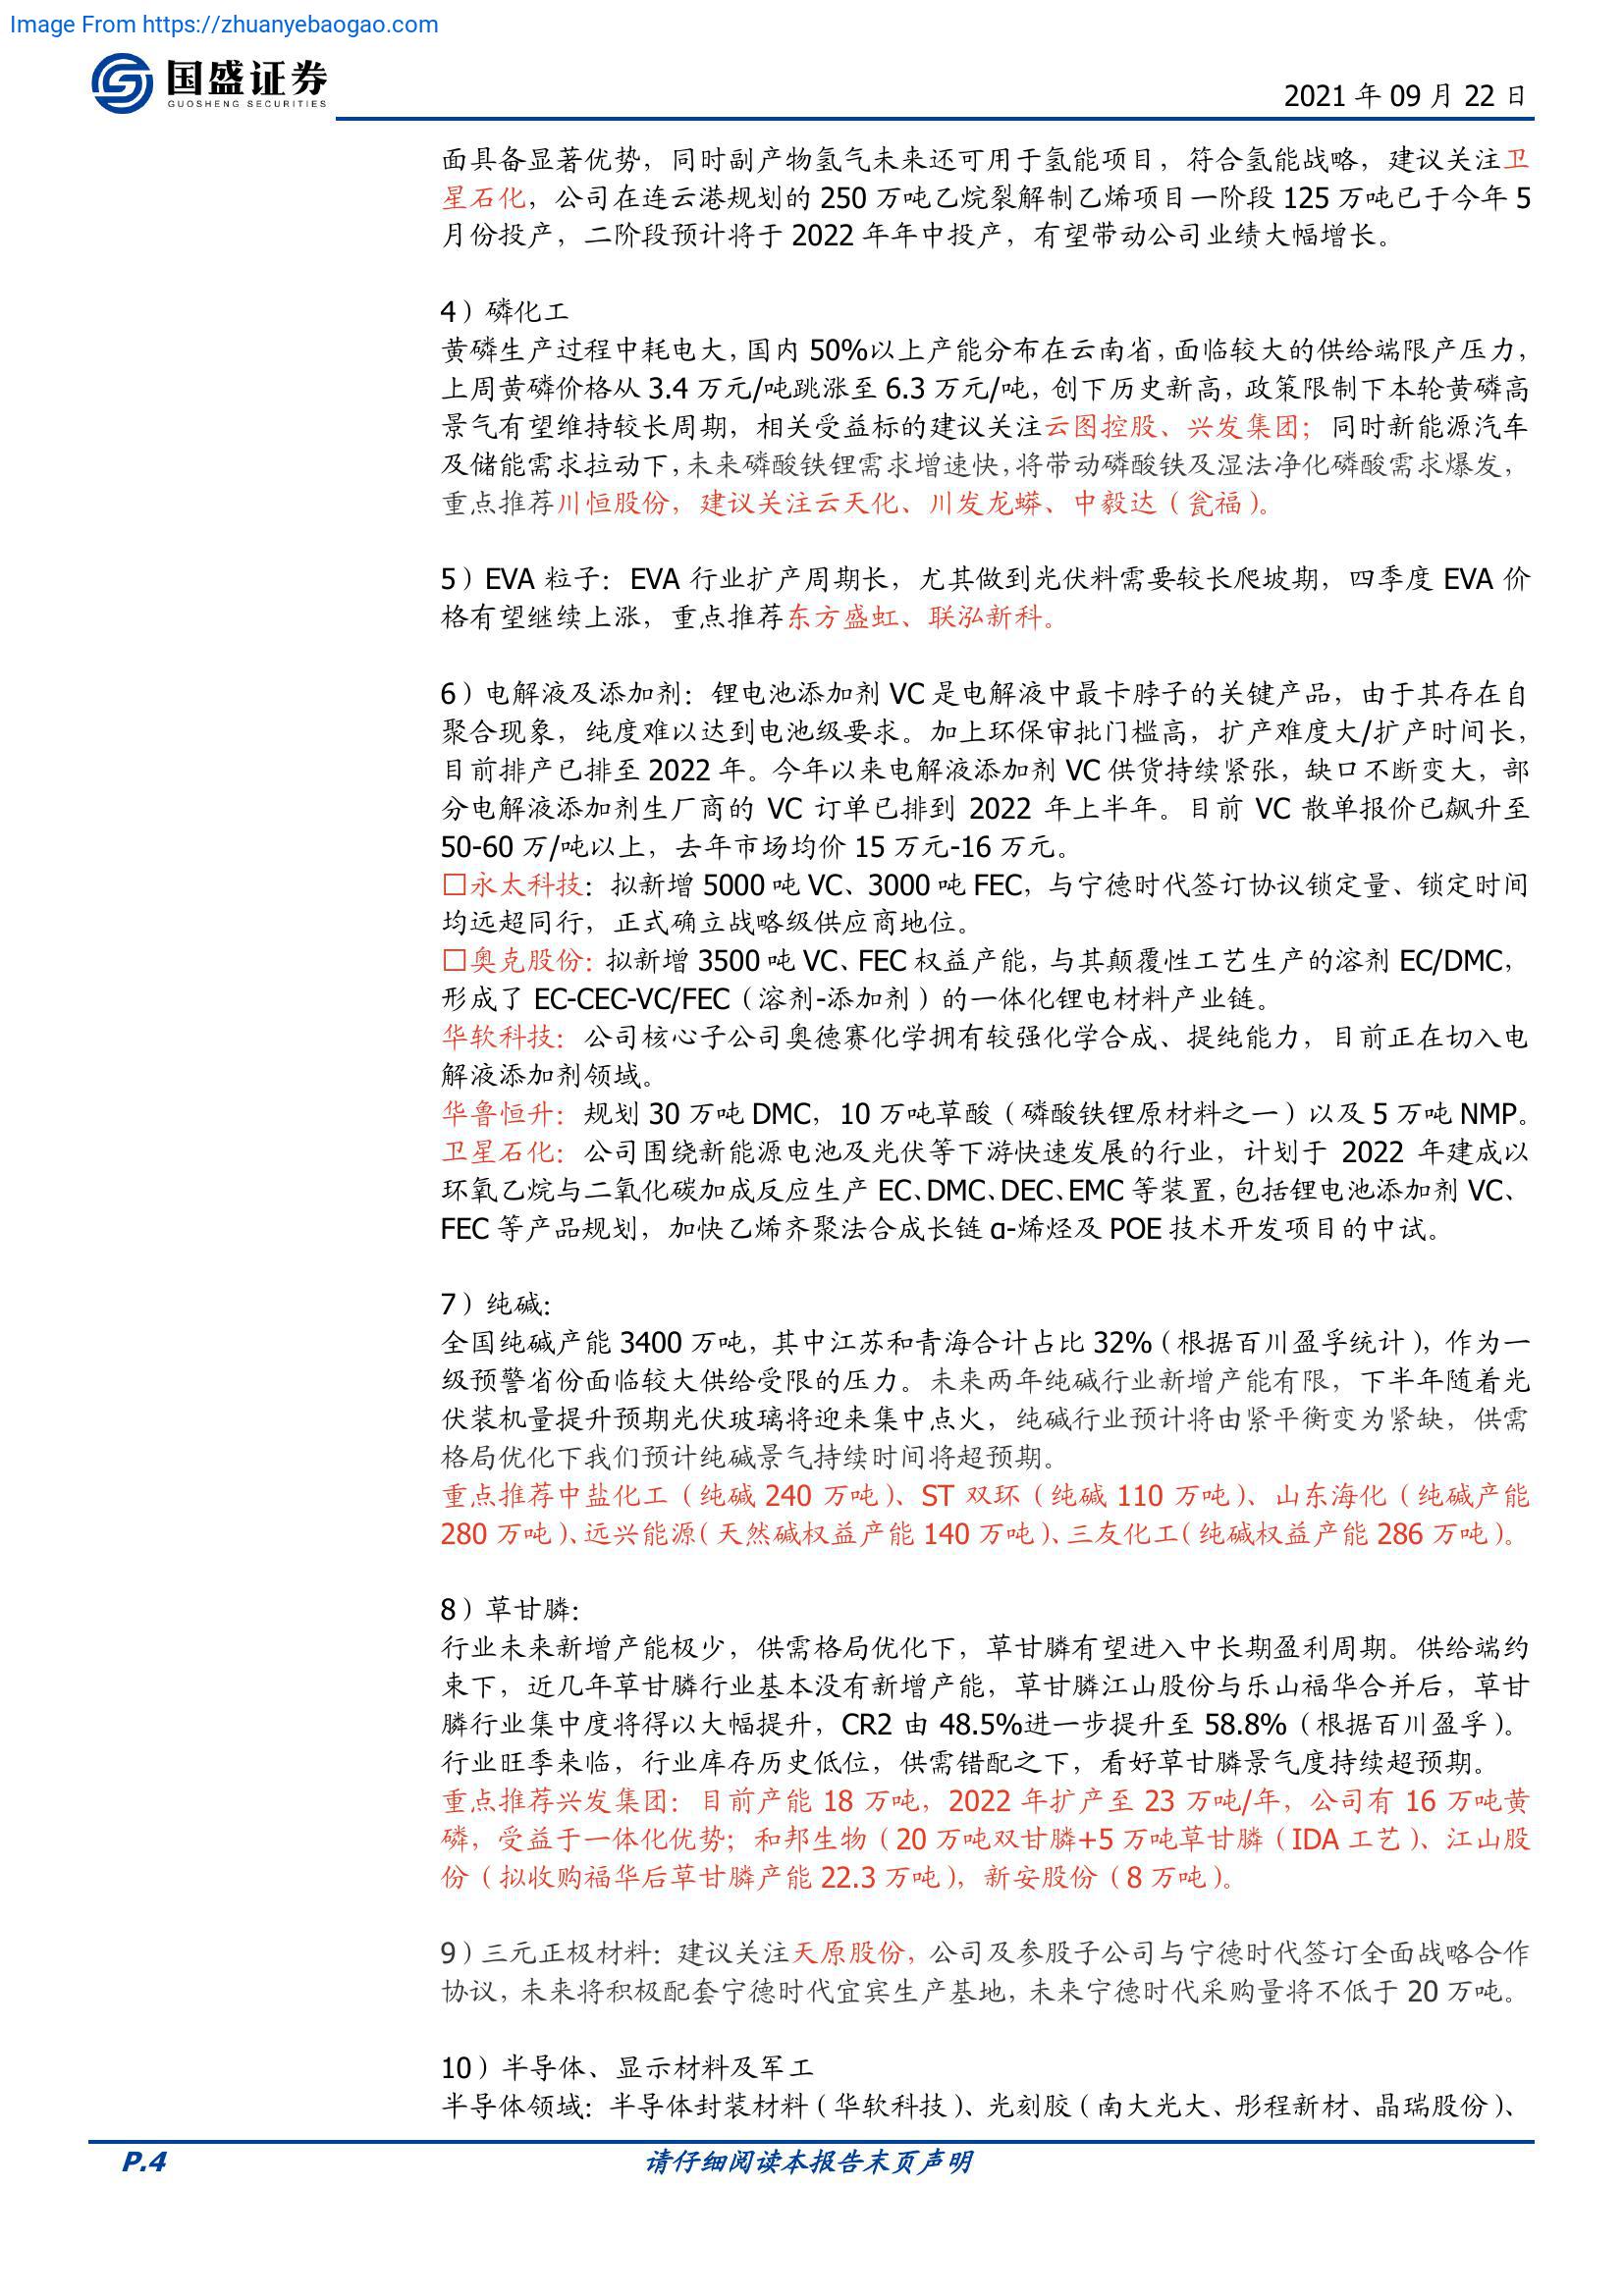 Image From https://zhuanyebaogao.com
国盛证券
GUOSHENG SECURITIES
2021 年 09 月 22 日
面具备显著优势，同时副产物氢气未来还可用于氢能项目，符合氢能战略，建议关注卫
星石化，公司在连云港规划的 250 万吨乙烷裂解制乙烯项目一阶段 125 万吨已于今年 5
月份投产，二阶段预计将于 2022 年年中投产，有望带动公司业绩大幅增长。
4）磷化工
黄磷生产过程中耗电大，国内 50%以上产能分布在云南省，面临较大的供给端限产压力，
上周黄磷价格从 3.4 万元/吨跳涨至 6.3 万元/吨，创下历史新高，政策限制下本轮黄磷高
景气有望维持较长周期，相关受益标的建议关注云图控股、兴发集团；同时新能源汽车
及储能需求拉动下，未来磷酸铁锂需求增速快，将带动磷酸铁及湿法净化磷酸需求爆发，
重点推荐川恒股份，建议关注云天化、川发龙蟒、中毅达（瓮福）。
5）EVA 粒子：EVA 行业扩产周期长，尤其做到光伏料需要较长爬坡期，四季度 EVA 价
格有望继续上涨，重点推荐东方盛虹、联泓新科。
6）电解液及添加剂：锂电池添加剂 VC 是电解液中最卡脖子的关键产品，由于其存在自
聚合现象，纯度难以达到电池级要求。加上环保审批门槛高，扩产难度大/扩产时间长，
目前排产已排至 2022 年。今年以来电解液添加剂 VC 供货持续紧张，缺口不断变大，部
分电解液添加剂生厂商的 VC 订单已排到 2022 年上半年。目前 VC 散单报价已飙升至
50-60 万/吨以上，去年市场均价 15 万元-16 万元。
□永太科技：拟新增 5000 吨 VC、3000 吨 FEC，与宁德时代签订协议锁定量、锁定时间
均远超同行，正式确立战略级供应商地位。
□奥克股份：拟新增 3500 吨 VC、FEC 权益产能，与其颠覆性工艺生产的溶剂 EC/DMC，
形成了 EC-CEC-VC/FEC（溶剂-添加剂）的一体化锂电材料产业链。
华软科技：公司核心子公司奥德赛化学拥有较强化学合成、提纯能力，目前正在切入电
解液添加剂领域。
华鲁恒升：规划 30 万吨 DMC，10 万吨草酸（磷酸铁锂原材料之一）以及 5 万吨 NMP。
卫星石化：公司围绕新能源电池及光伏等下游快速发展的行业，计划于 2022 年建成以
环氧乙烷与二氧化碳加成反应生产 EC、DMC、DEC、EMC 等装置，包括锂电池添加剂 VC、
FEC 等产品规划，加快乙烯齐聚法合成长链 α-烯烃及 POE 技术开发项目的中试。
7）纯碱：
全国纯碱产能 3400 万吨，其中江苏和青海合计占比 32%（根据百川盈孚统计），作为一
级预警省份面临较大供给受限的压力。未来两年纯碱行业新增产能有限，下半年随着光
伏装机量提升预期光伏玻璃将迎来集中点火，纯碱行业预计将由紧平衡变为紧缺，供需
格局优化下我们预计纯碱景气持续时间将超预期。
重点推荐中盐化工（纯碱 240 万吨）、ST 双环（纯碱 110 万吨）、山东海化（纯碱产能
280 万吨）、远兴能源（天然碱权益产能 140 万吨）、三友化工（纯碱权益产能 286 万吨）。
8）草甘膦：
行业未来新增产能极少，供需格局优化下，草甘膦有望进入中长期盈利周期。供给端约
束下，近几年草甘膦行业基本没有新增产能，草甘膦江山股份与乐山福华合并后，草甘
膦行业集中度将得以大幅提升，CR2 由 48.5%进一步提升至 58.8%（根据百川盈孚）。
行业旺季来临，行业库存历史低位，供需错配之下，看好草甘膦景气度持续超预期。
重点推荐兴发集团：目前产能 18 万吨，2022 年扩产至 23 万吨/年，公司有 16 万吨黄
磷，受益于一体化优势；和邦生物（20 万吨双甘膦+5 万吨草甘膦（IDA 工艺）、江山股
份（拟收购福华后草甘膦产能 22.3 万吨），新安股份（8 万吨）。
9）三元正极材料：建议关注天原股份，公司及参股子公司与宁德时代签订全面战略合作
协议，未来将积极配套宁德时代宜宾生产基地，未来宁德时代采购量将不低于 20 万吨。
10）半导体、显示材料及军工
半导体领域：半导体封装材料（华软科技）、光刻胶（南大光大、彤程新材、晶瑞股份）、
P.4
请仔细阅读本报告末页声明